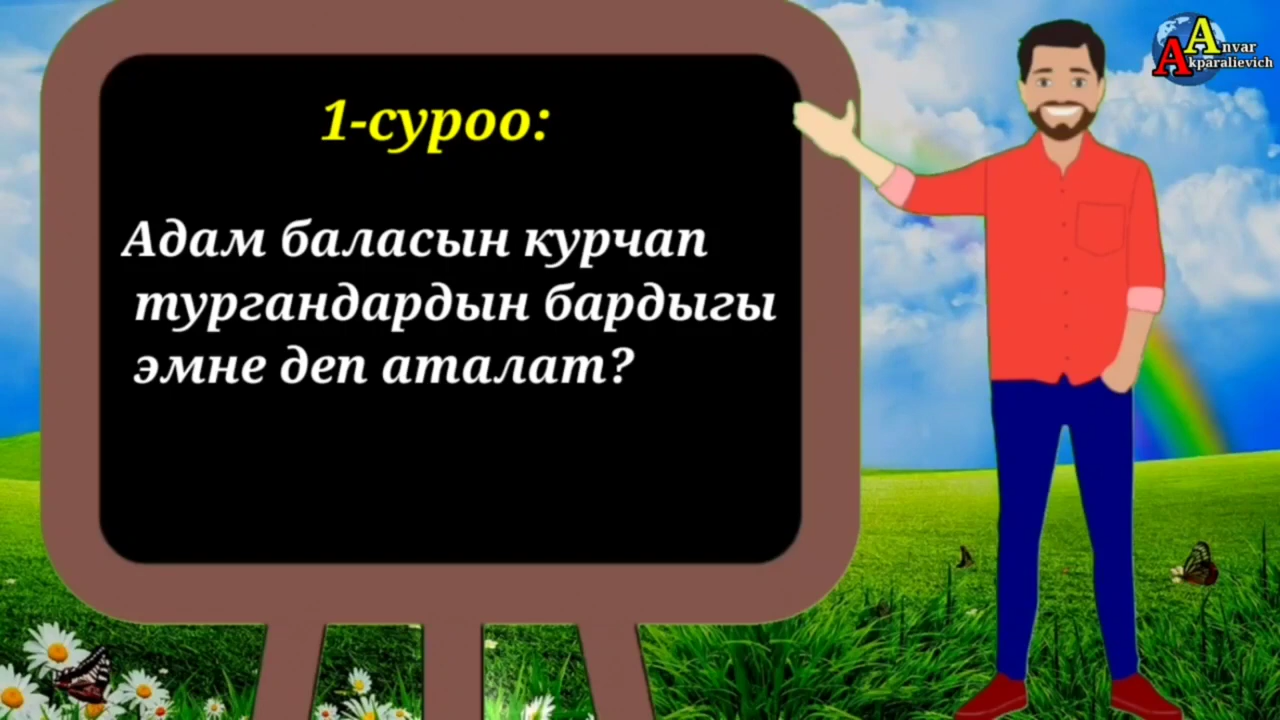 1-суроо:
Адам баласын курчап
тургандардын бардыгы
эмне деп аталат?
Anvar
Akparalievich